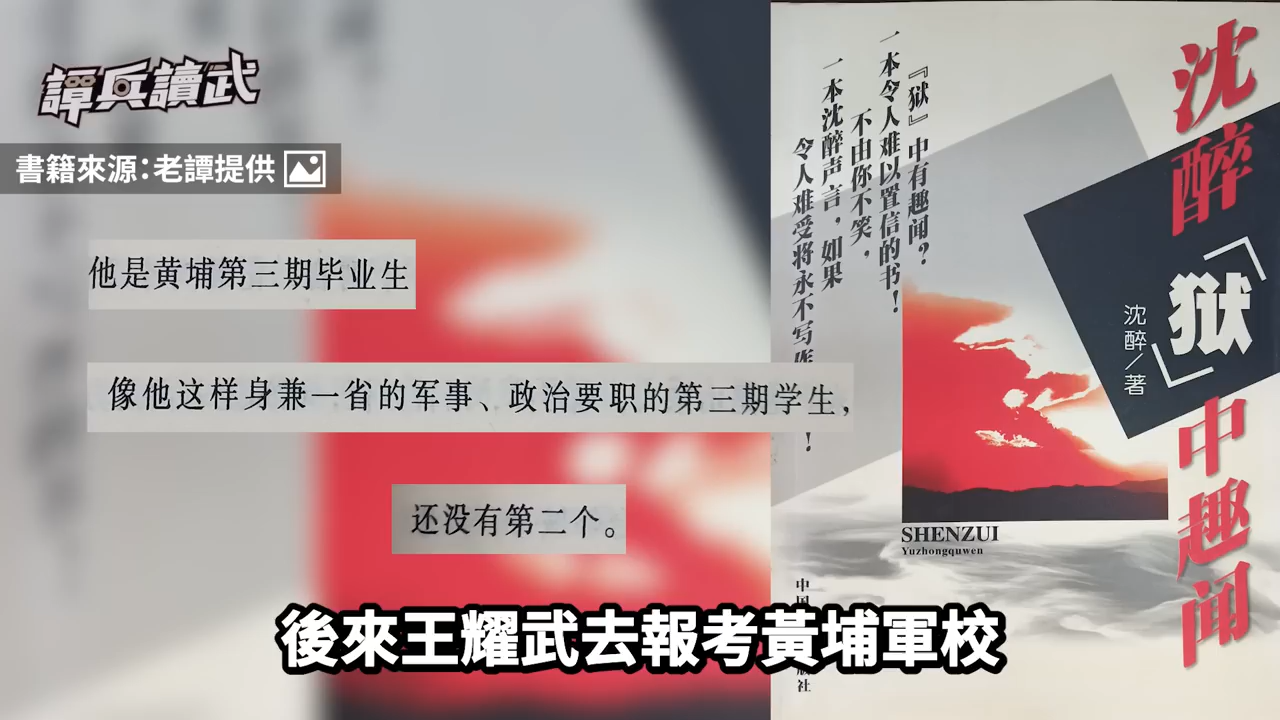 譚兵讀武
書籍來源：老譚提供
他是黄埔第三期毕业生
像他这样身兼一省的军事、政治要职的第三期学生，
还没有第二个。
沈醉「狱」中趣闻
沈醉／著
『狱』中有趣闻？
一本令人难以置信的书！
不由你不笑，
一本沈醉声言，如果
令人难受将永不写作！
SHENZUI
Yuzhongquwen
後來王耀武去報考黃埔軍校